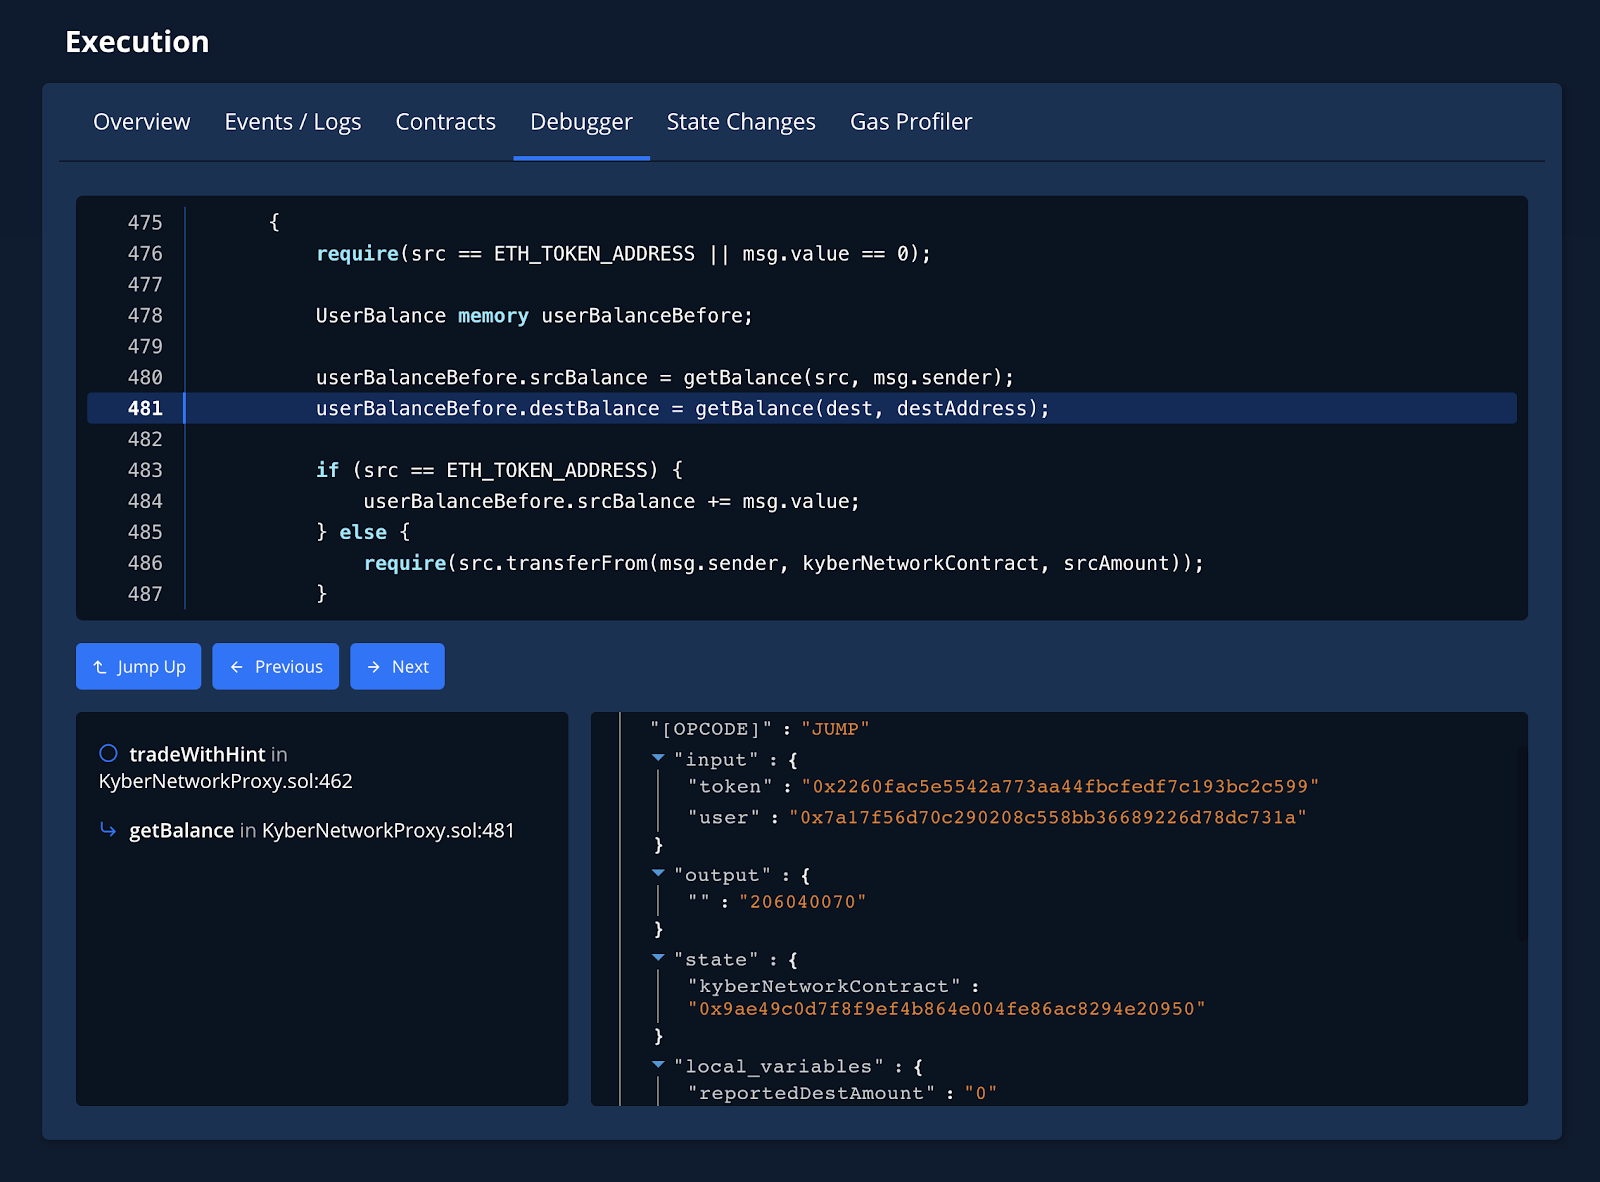 Execution
Overview Events / Logs Contracts Debugger State Changes Gas Profiler
475 {
476 require(src == ETH_TOKEN_ADDRESS || msg.value == 0);
477
478 UserBalance memory userBalanceBefore;
479
480 userBalanceBefore.srcBalance = getBalance(src, msg.sender);
481 userBalanceBefore.destBalance = getBalance(dest, destAddress);
482
483 if (src == ETH_TOKEN_ADDRESS) {
484 userBalanceBefore.srcBalance += msg.value;
485 } else {
486 require(src.transferFrom(msg.sender, kyberNetworkContract, srcAmount));
487 }
Jump Up Previous Next
tradeWithHint in
KyberNetworkProxy.sol:462
getBalance in KyberNetworkProxy.sol:481
"[OPCODE]" : "JUMP"
"input" : {
"token" : "0x2260fac5e5542a773aa44fbcfedf7c193bc2c599"
"user" : "0x7a17f56d70c290208c558bb36689226d78dc731a"
}
"output" : {
"" : "206040070"
}
"state" : {
"kyberNetworkContract" :
"0x9ae49c0d7f8f9ef4b864e004fe86ac8294e20950"
}
"local_variables" : {
"reportedDestAmount" : "0"